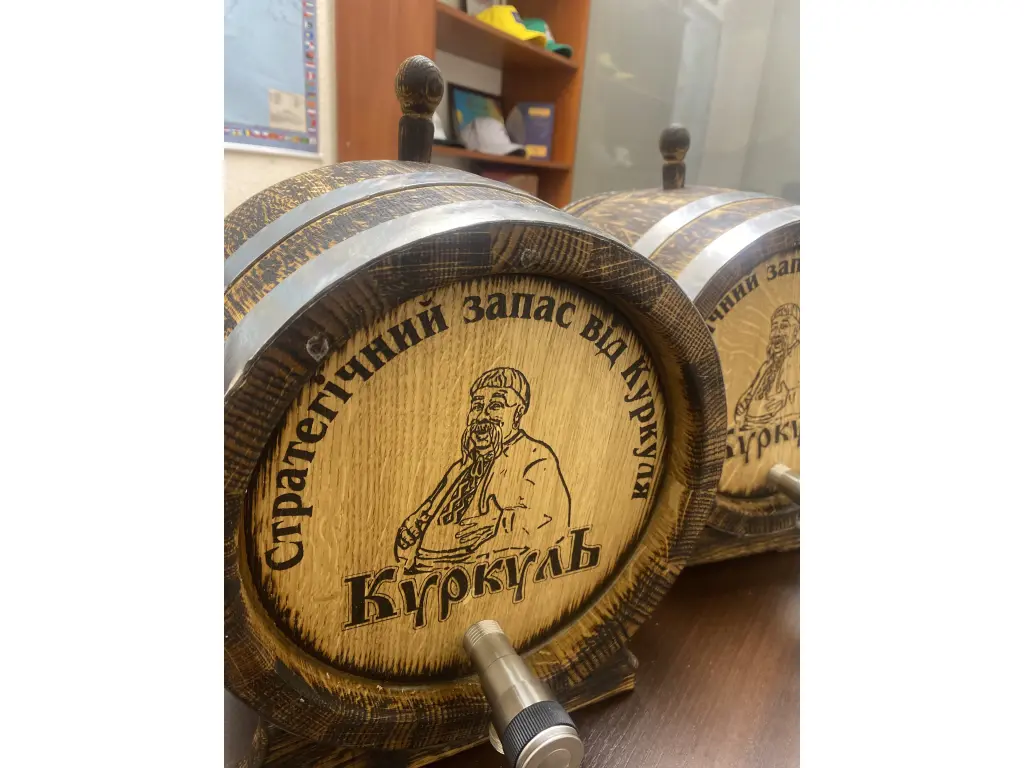 Стратегічний запас від Куркуля
Куркуль